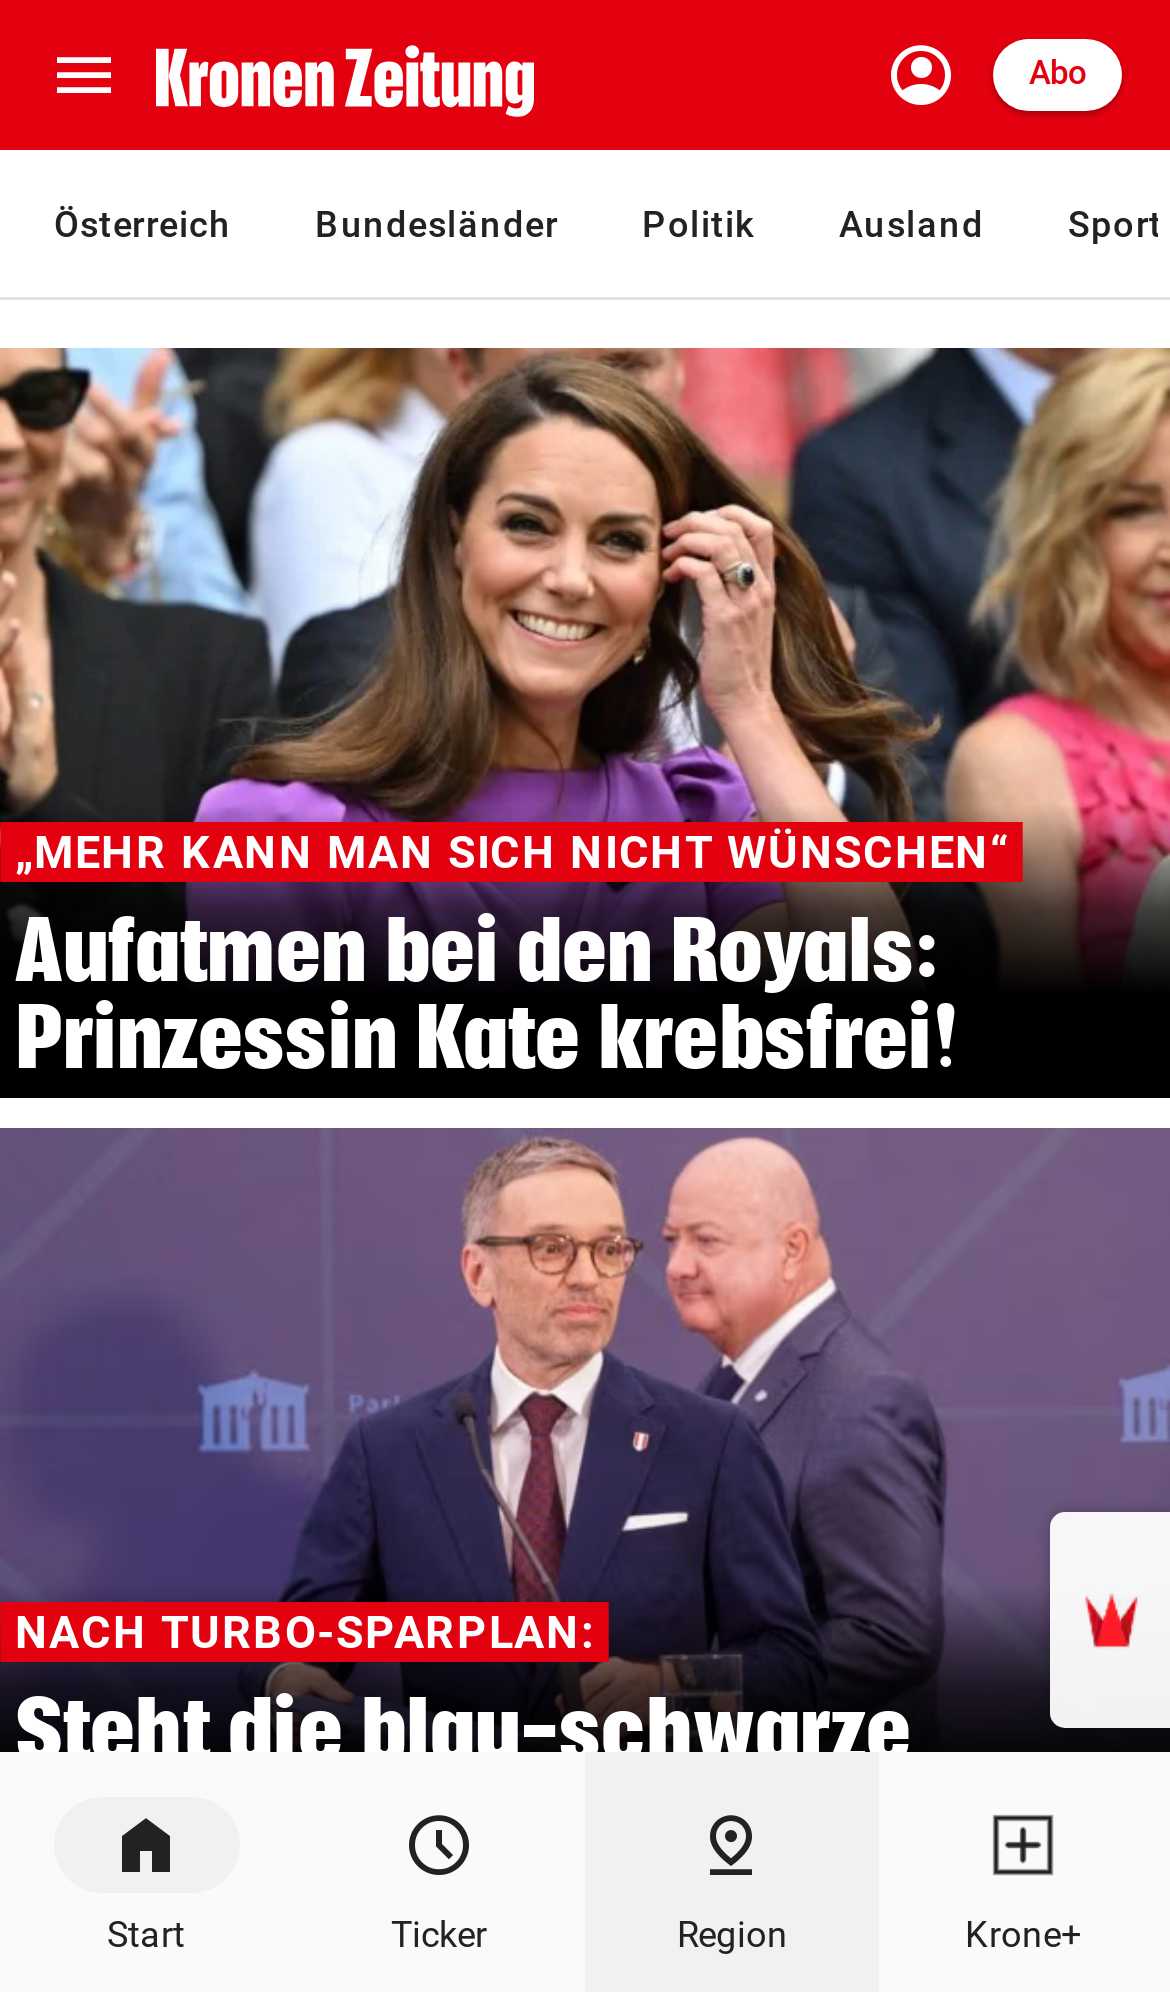 Kronen Zeitung
Abo
Österreich Bundesländer Politik Ausland Sport
„MEHR KANN MAN SICH NICHT WÜNSCHEN“
Aufatmen bei den Royals:
Prinzessin Kate krebsfrei!
NACH TURBO-SPARPLAN:
Steht die blau-schwarze
Start Ticker Region Krone+